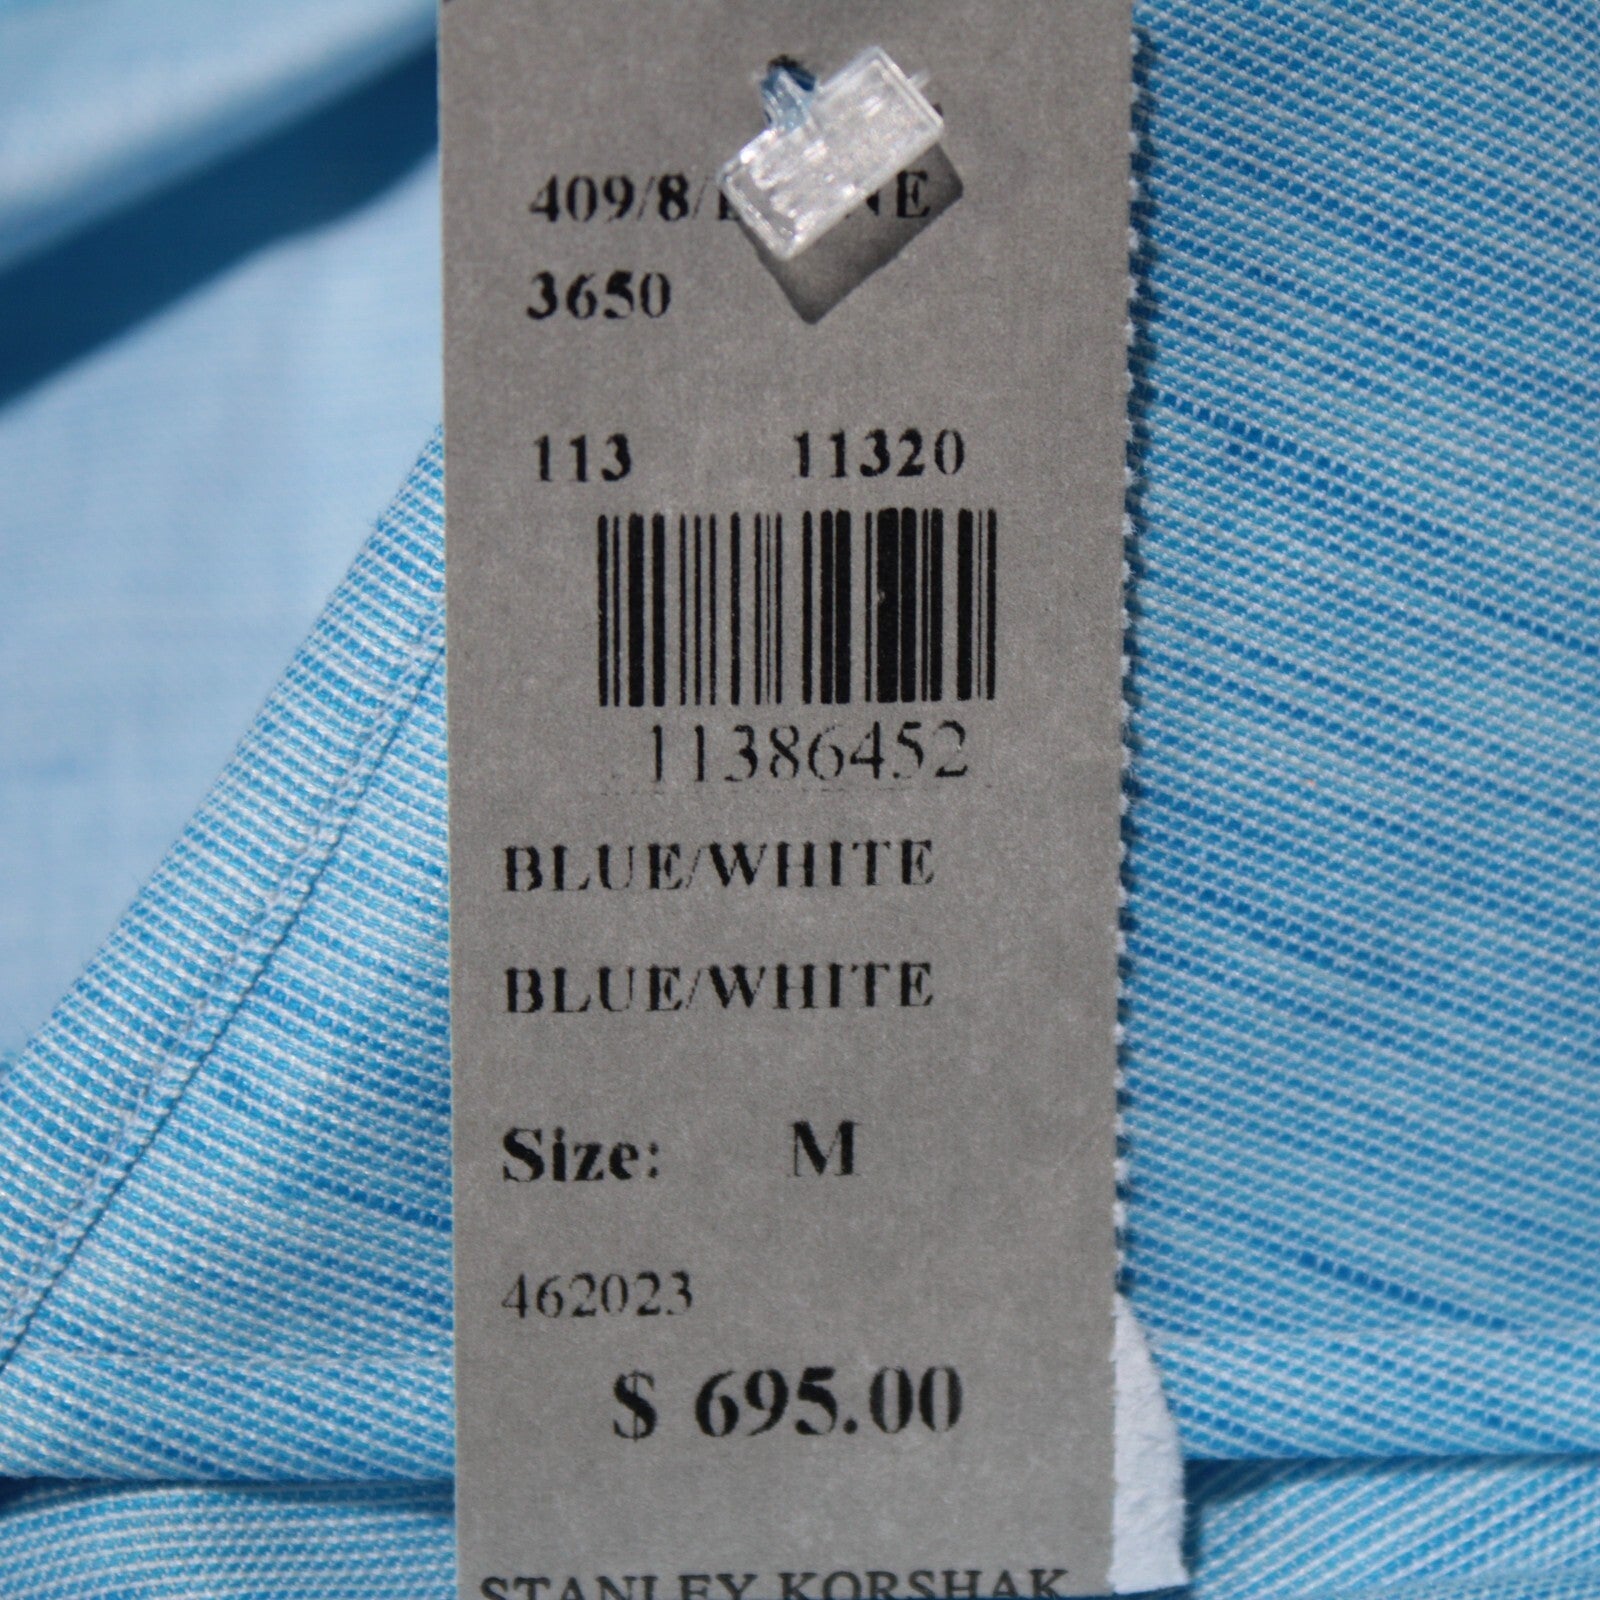 409/8/
3650
113 11320
11386452
BLUE/WHITE
BLUE/WHITE
Size: M
462023
$ 695.00
STANLEY KORSHAK